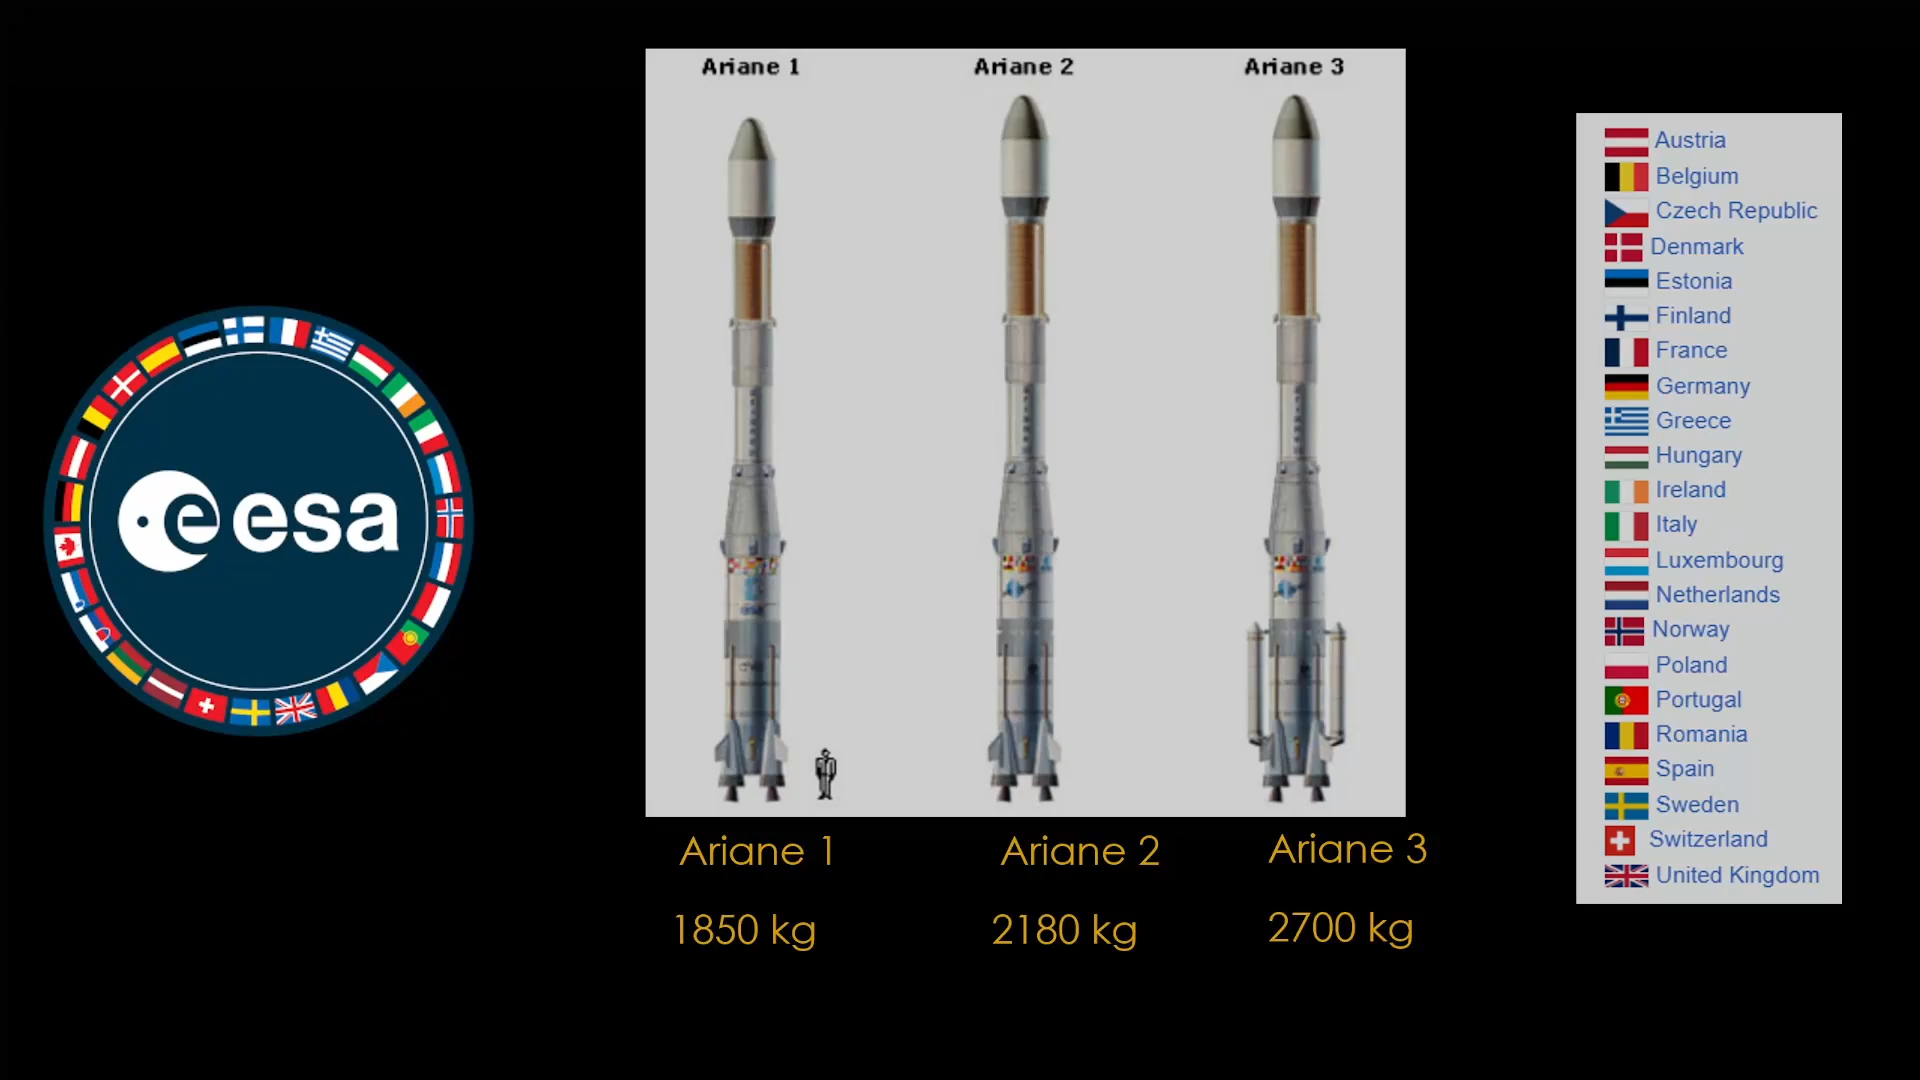 esa
Ariane 1
Ariane 2
Ariane 3
Ariane 1
Ariane 2
Ariane 3
1850 kg
2180 kg
2700 kg
Austria
Belgium
Czech Republic
Denmark
Estonia
Finland
France
Germany
Greece
Hungary
Ireland
Italy
Luxembourg
Netherlands
Norway
Poland
Portugal
Romania
Spain
Sweden
Switzerland
United Kingdom